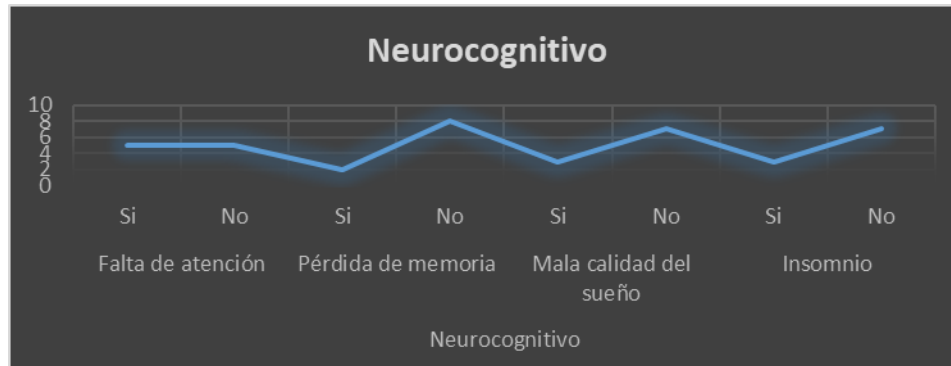 Neurocognitivo
10
8
6
4
2
0
Si No Si No Si No Si No
Falta de atención Pérdida de memoria Mala calidad del sueño Insomnio
Neurocognitivo